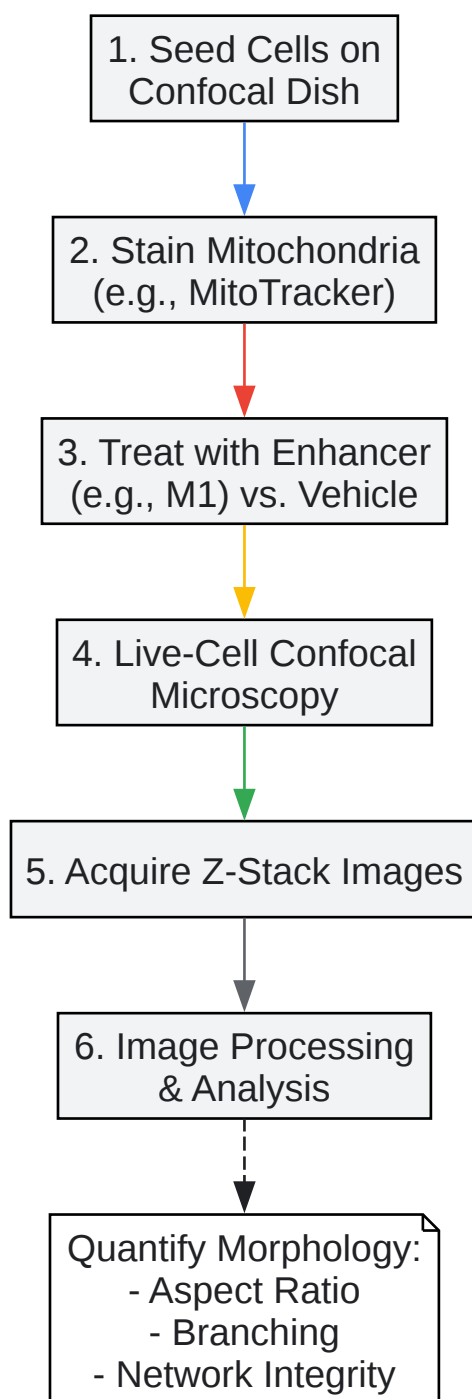 1. Seed Cells on
Confocal Dish
2. Stain Mitochondria
(e.g., MitoTracker)
3. Treat with Enhancer
(e.g., M1) vs. Vehicle
4. Live-Cell Confocal
Microscopy
5. Acquire Z-Stack Images
6. Image Processing
& Analysis
Quantify Morphology:
- Aspect Ratio
- Branching
- Network Integrity